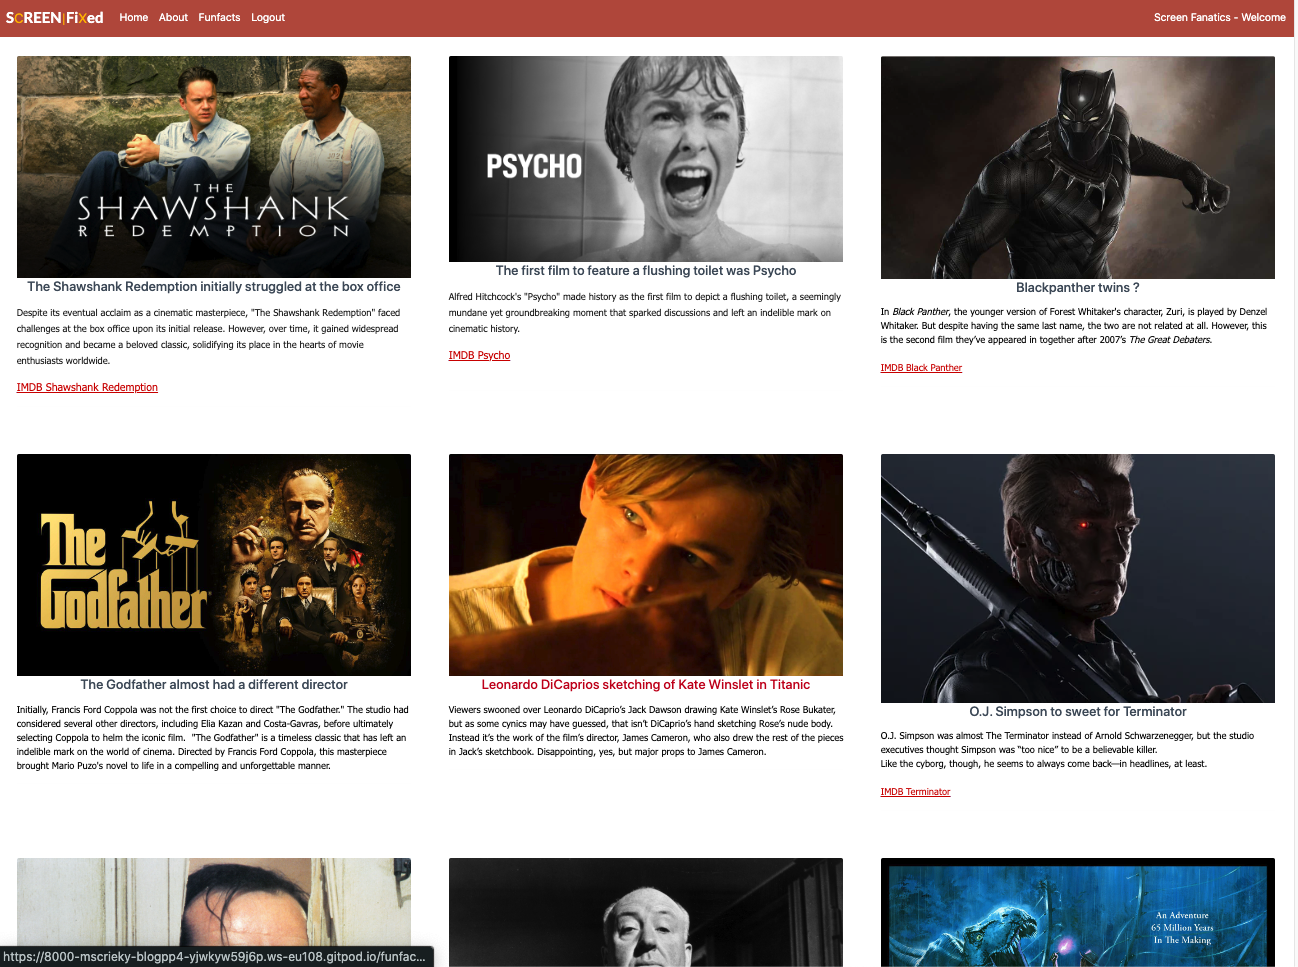 SCREEN|FiXed Home About Funfacts Logout Screen Fanatics - Welcome
THE
SHAWSHANK
REDEMPTION
The Shawshank Redemption initially struggled at the box office
Despite its eventual acclaim as a cinematic masterpiece, "The Shawshank Redemption" faced
challenges at the box office upon its initial release. However, over time, it gained widespread
recognition and became a beloved classic, solidifying its place in the hearts of movie
enthusiasts worldwide.
IMDB Shawshank Redemption
PSYCHO
The first film to feature a flushing toilet was Psycho
Alfred Hitchcock's "Psycho" made history as the first film to depict a flushing toilet, a seemingly
mundane yet groundbreaking moment that sparked discussions and left an indelible mark on
cinematic history.
IMDB Psycho
Blackpanther twins ?
In Black Panther, the younger version of Forest Whitaker's character, Zuri, is played by Denzel
Whitaker. But despite having the same last name, the two are not related at all. However, this
is the second film they've appeared in together after 2007's The Great Debaters.
IMDB Black Panther
The
Godfather
The Godfather almost had a different director
Initially, Francis Ford Coppola was not the first choice to direct "The Godfather." The studio had
considered several other directors, including Elia Kazan and Costa-Gavras, before ultimately
selecting Coppola to helm the iconic film. "The Godfather" is a timeless classic that has left an
indelible mark on the world of cinema. Directed by Francis Ford Coppola, this masterpiece
brought Mario Puzo's novel to life in a compelling and unforgettable manner.
Leonardo DiCaprios sketching of Kate Winslet in Titanic
Viewers swooned over Leonardo DiCaprio's Jack Dawson drawing Kate Winslet's Rose Bukater,
but as some cynics may have guessed, that isn't DiCaprio's hand sketching Rose's nude body.
Instead it's the work of the film's director, James Cameron, who also drew the rest of the pieces
in Jack's sketchbook. Disappointing, yes, but major props to James Cameron.
O.J. Simpson to sweet for Terminator
O.J. Simpson was almost The Terminator instead of Arnold Schwarzenegger, but the studio
executives thought Simpson was “too nice” to be a believable killer.
Like the cyborg, though, he seems to always come back—in headlines, at least.
IMDB Terminator
An Adventure
65 Million Years
In The Making
https://8000-mscrieky-blogpp4-yjwkyw59j6p.ws-eu108.gitpod.io/funfac...